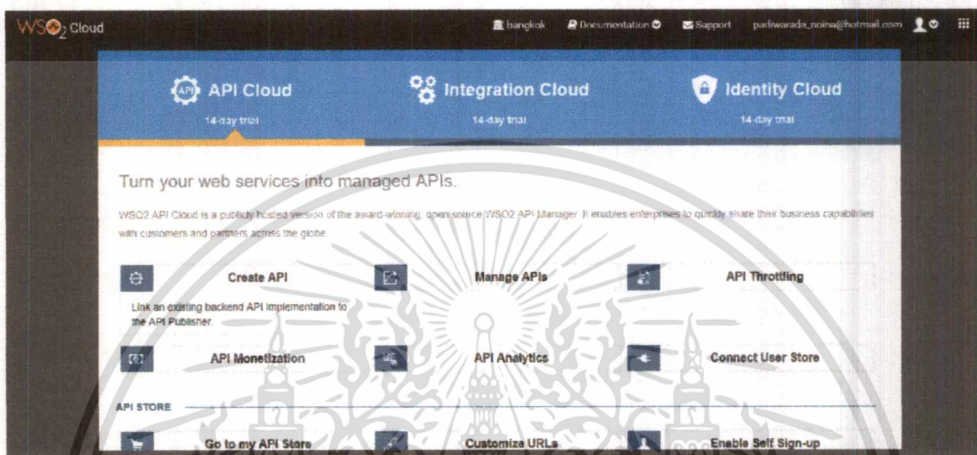 WSO2 Cloud
bangkok Documentation Support padiwarada_noina@hotmail.com
API API Cloud Integration Cloud Identity Cloud
14-day trial 14-day trial 14-day trial
Turn your web services into managed APIs.
WSO2 API Cloud is a publicly hosted version of the award-winning, open source WSO2 API Manager. It enables enterprises to quickly share their business capabilities
with customers and partners across the globe.
Create API Manage APIs API Throttling
Link an existing backend API implementation to
the API Publisher.
API Monetization API Analytics Connect User Store
API STORE
Go to my API Store Customize URLs Enable Self Sign-up